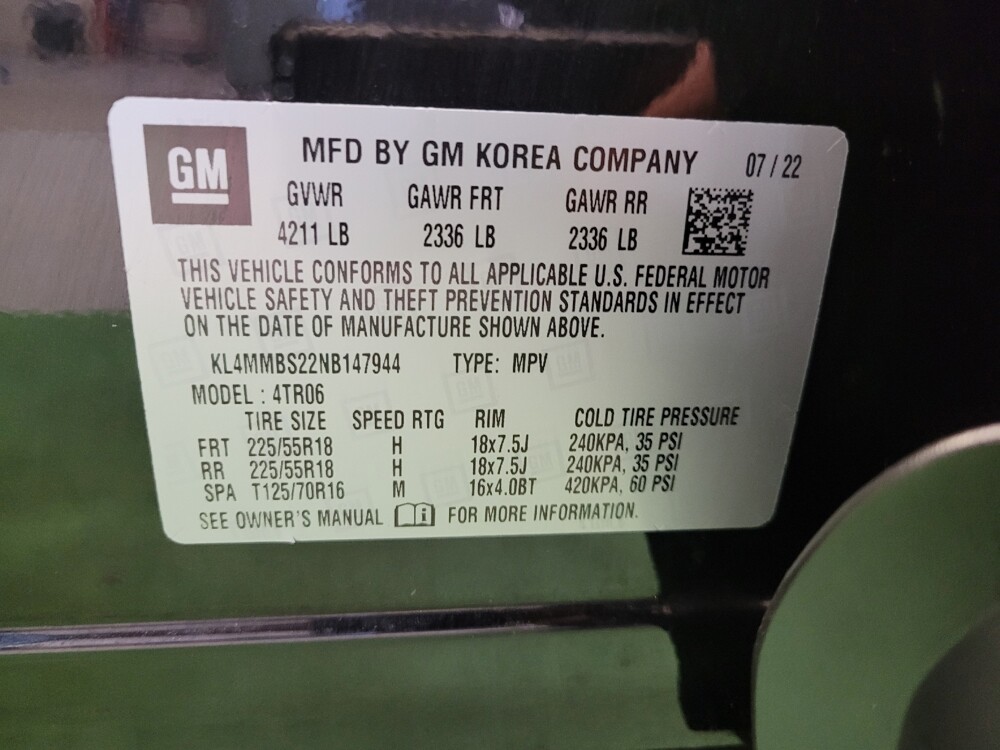 GM
MFD BY GM KOREA COMPANY 07 / 22
GVWR GAWR FRT GAWR RR
4211 LB 2336 LB 2336 LB
THIS VEHICLE CONFORMS TO ALL APPLICABLE U.S. FEDERAL MOTOR
VEHICLE SAFETY AND THEFT PREVENTION STANDARDS IN EFFECT
ON THE DATE OF MANUFACTURE SHOWN ABOVE.
KL4MMBS22NB147944 TYPE: MPV
MODEL : 4TR06
TIRE SIZE SPEED RTG RIM COLD TIRE PRESSURE
FRT 225/55R18 H 18x7.5J 240KPA, 35 PSI
RR 225/55R18 H 18x7.5J 240KPA, 35 PSI
SPA T125/70R16 M 16x4.0BT 420KPA, 60 PSI
SEE OWNER'S MANUAL i FOR MORE INFORMATION.